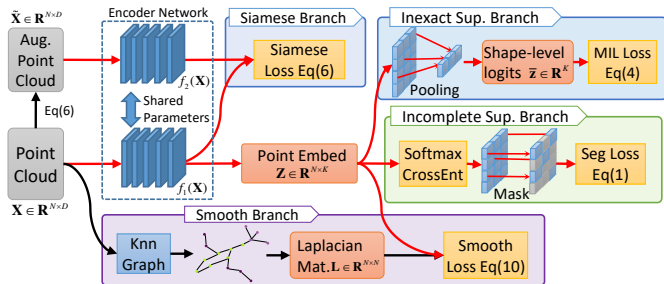 X̃ ∈ R^{N×D}
Aug.
Point
Cloud
Eq(6)
Point
Cloud
X ∈ R^{N×D}
Encoder Network
f₂(X)
Shared
Parameters
f₁(X)
Siamese Branch
Siamese
Loss Eq(6)
Point Embed
Z ∈ R^{N×K}
Inexact Sup. Branch
Pooling
Shape-level
logits z̄ ∈ R^K
MIL Loss
Eq(4)
Incomplete Sup. Branch
Softmax
CrossEnt
Mask
Seg Loss
Eq(1)
Smooth Branch
Knn
Graph
Laplacian
Mat. L ∈ R^{N×N}
Smooth
Loss Eq(10)